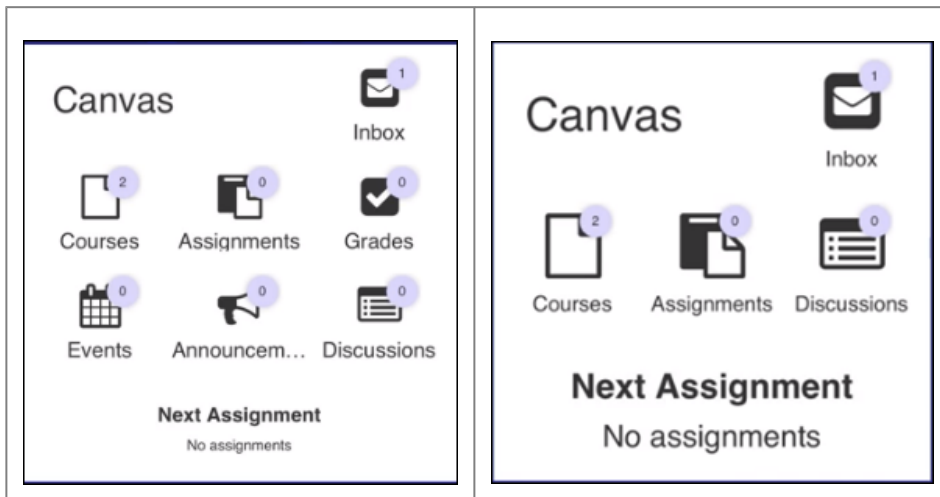 1
Canvas
Inbox
2
0
0
Courses
Assignments
Grades
0
0
0
Events
Announcem...
Discussions
Next Assignment
No assignments
1
Canvas
Inbox
2
0
0
Courses
Assignments
Discussions
Next Assignment
No assignments